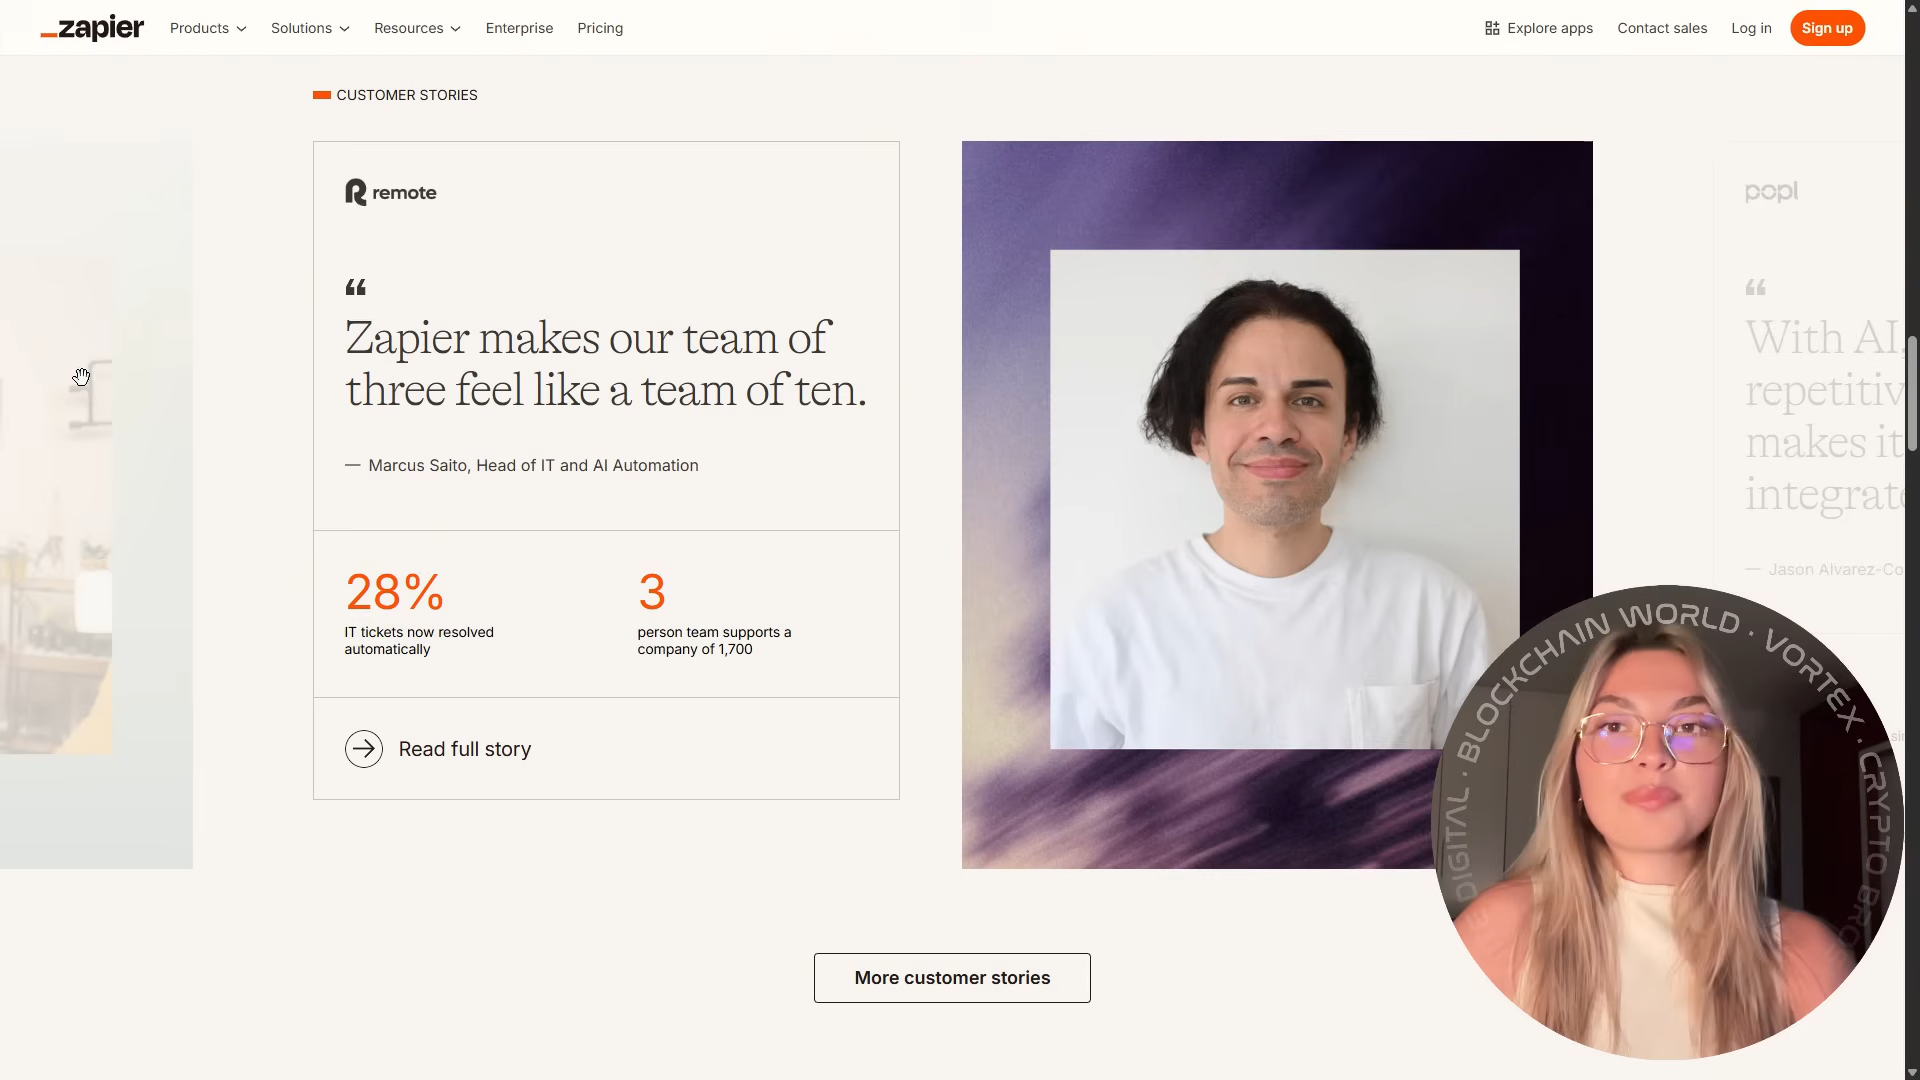 zapier
Products
Solutions
Resources
Enterprise
Pricing
Explore apps
Contact sales
Log in
Sign up
CUSTOMER STORIES
remote
“
Zapier makes our team of
three feel like a team of ten.
— Marcus Saito, Head of IT and AI Automation
28%
IT tickets now resolved
automatically
3
person team supports a
company of 1,700
Read full story
popl
“
With AI,
repetitiv
makes it
integrate
— Jason Alvarez-Co
More customer stories
DIGITAL · BLOCKCHAIN WORLD · VORTEX · CRYPTO